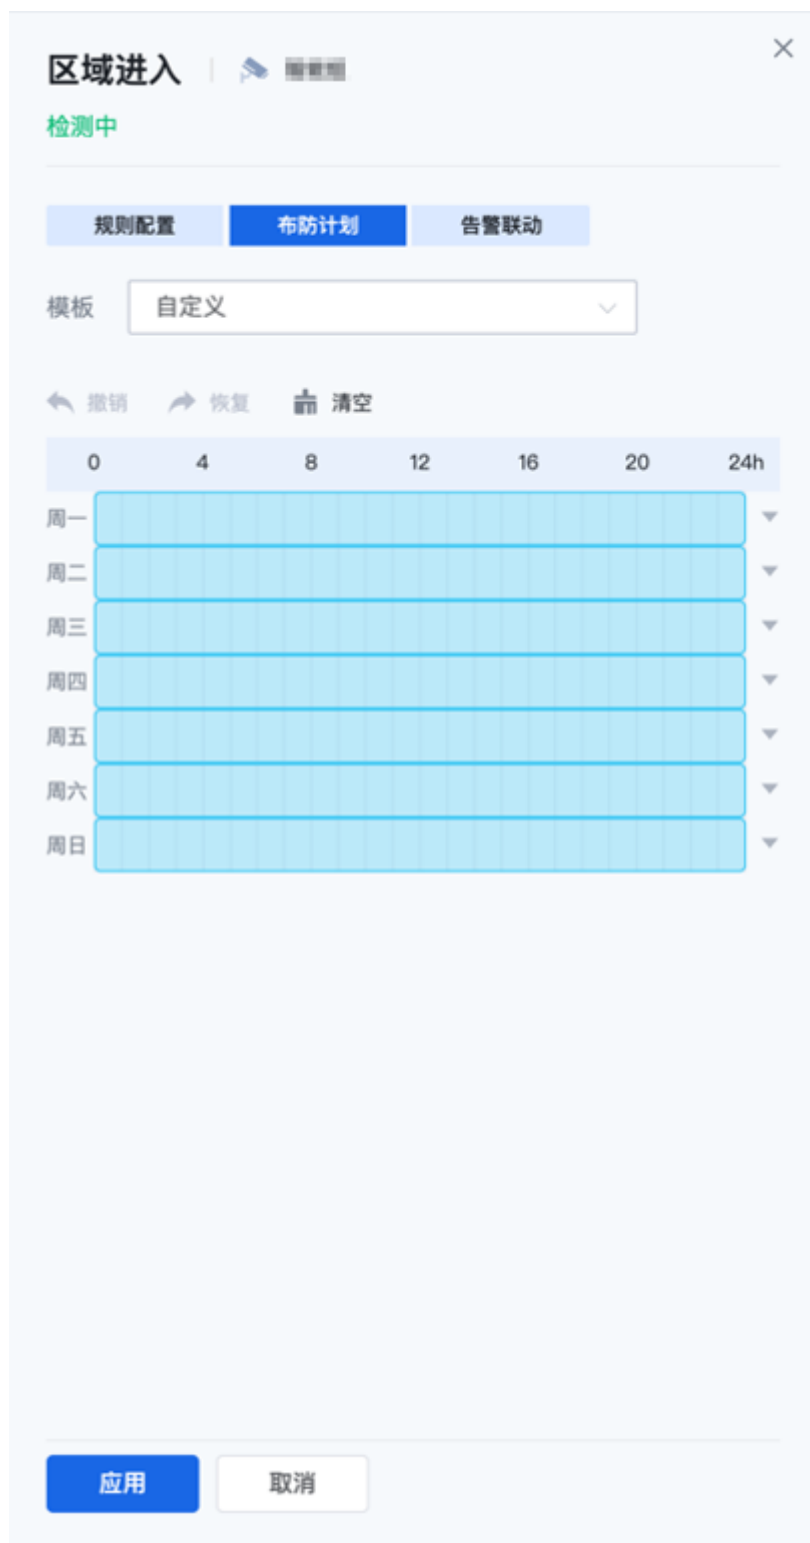 区域进入
检测中
规则配置 布防计划 告警联动
模板 自定义
撤销 恢复 清空
0 4 8 12 16 20 24h
周一
周二
周三
周四
周五
周六
周日
应用 取消